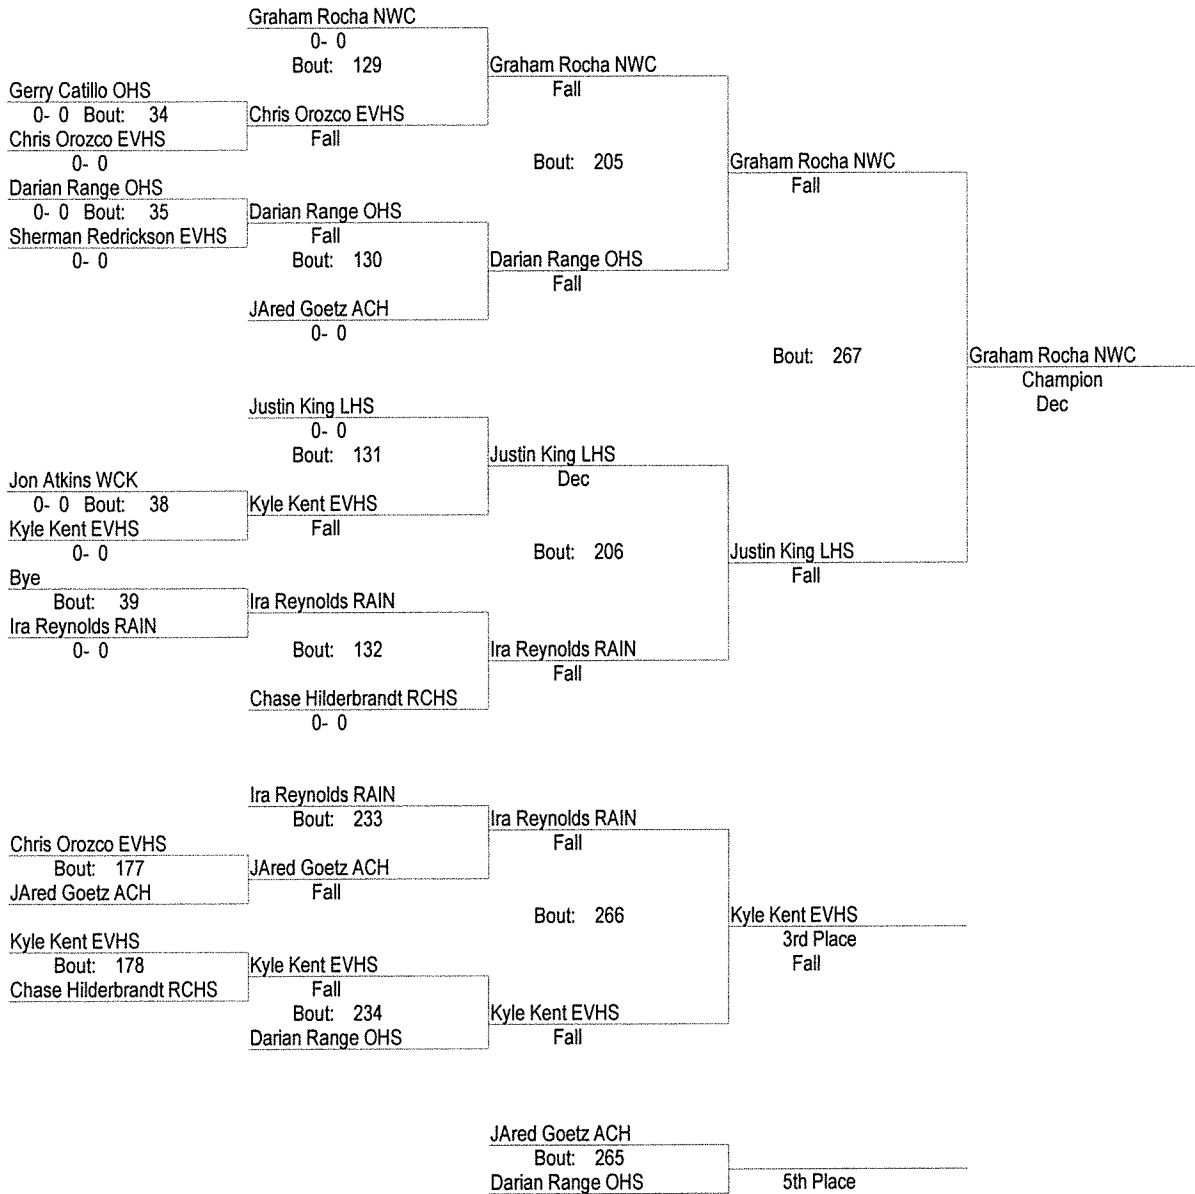 Graham Rocha NWC
0- 0
Bout: 129
Graham Rocha NWC
Fall
Gerry Catillo OHS
0- 0 Bout: 34
Chris Orozco EVHS
0- 0
Chris Orozco EVHS
Fall
Bout: 205
Graham Rocha NWC
Fall
Darian Range OHS
0- 0 Bout: 35
Sherman Redrickson EVHS
0- 0
Darian Range OHS
Fall
Bout: 130
Darian Range OHS
Fall
JAred Goetz ACH
0- 0
Bout: 267
Graham Rocha NWC
Champion
Dec
Justin King LHS
0- 0
Bout: 131
Justin King LHS
Dec
Jon Atkins WCK
0- 0 Bout: 38
Kyle Kent EVHS
0- 0
Kyle Kent EVHS
Fall
Bout: 206
Justin King LHS
Fall
Bye
Bout: 39
Ira Reynolds RAIN
0- 0
Ira Reynolds RAIN
Bout: 132
Ira Reynolds RAIN
Fall
Chase Hilderbrandt RCHS
0- 0
Ira Reynolds RAIN
Bout: 233
Ira Reynolds RAIN
Fall
Chris Orozco EVHS
Bout: 177
JAred Goetz ACH
JAred Goetz ACH
Fall
Bout: 266
Kyle Kent EVHS
3rd Place
Fall
Kyle Kent EVHS
Bout: 178
Chase Hilderbrandt RCHS
Kyle Kent EVHS
Fall
Bout: 234
Darian Range OHS
Kyle Kent EVHS
Fall
JAred Goetz ACH
Bout: 265
Darian Range OHS
5th Place